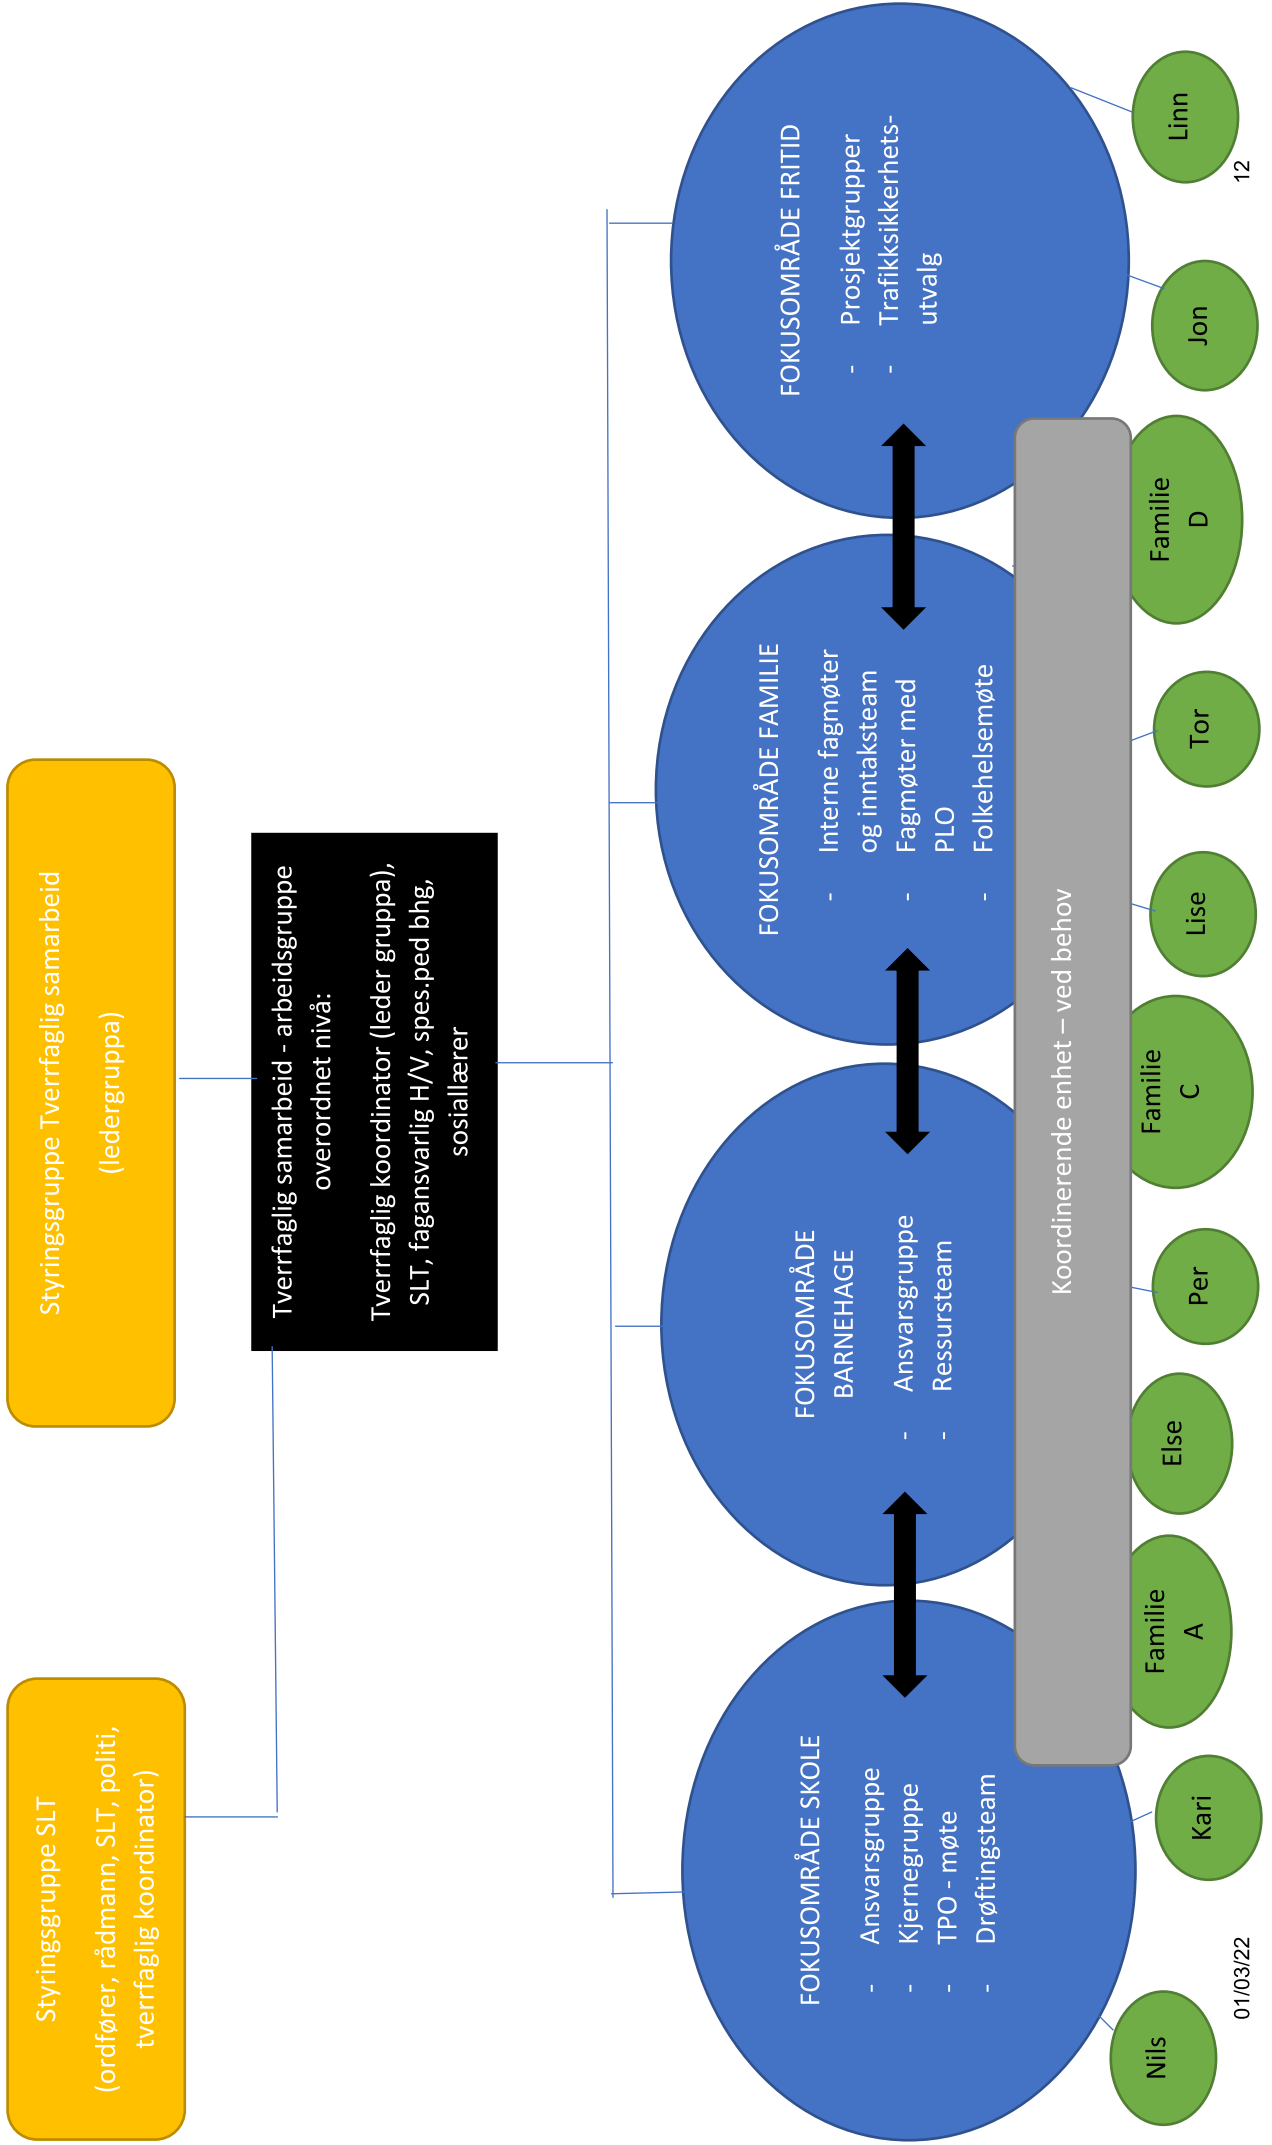 Styringsgruppe SLT
(ordfører, rådmann, SLT, politi,
tverrfaglig koordinator)
Styringsgruppe Tverrfaglig samarbeid
(ledergruppa)
Tverrfaglig samarbeid - arbeidsgruppe
overordnet nivå:
Tverrfaglig koordinator (leder gruppa),
SLT, fagansvarlig H/V, spes.ped bhg,
sosiallærer
FOKUSOMRÅDE SKOLE
- Ansvarsgruppe
- Kjernegruppe
- TPO - møte
- Drøftingsteam
FOKUSOMRÅDE
BARNEHAGE
- Ansvarsgruppe
- Ressursteam
FOKUSOMRÅDE FAMILIE
- Interne fagmøter
og inntaksteam
- Fagmøter med
PLO
- Folkehelsemøte
FOKUSOMRÅDE FRITID
- Prosjektgrupper
- Trafikksikkerhets-
utvalg
Koordinerende enhet – ved behov
Nils
Kari
Familie
A
Else
Per
Familie
C
Lise
Tor
Familie
D
Jon
Linn
01/03/22
12